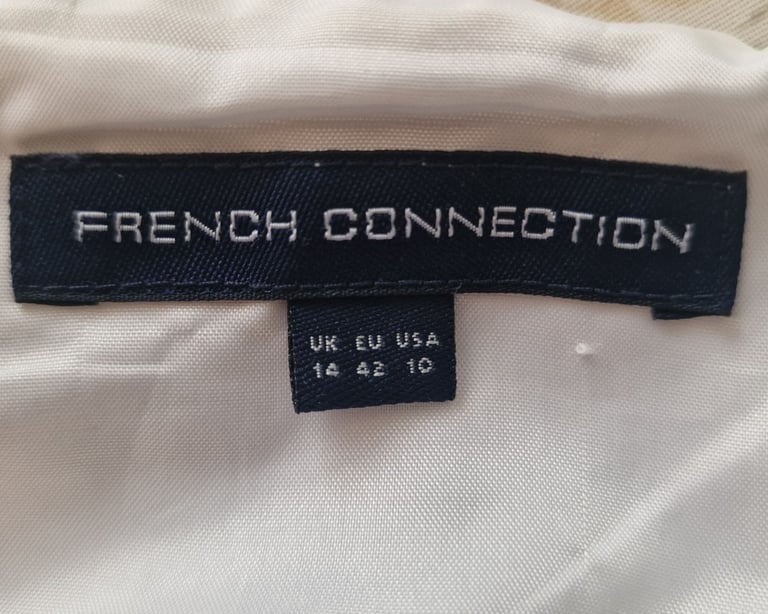 FRENCH CONNECTION
UK EU USA
14 42 10